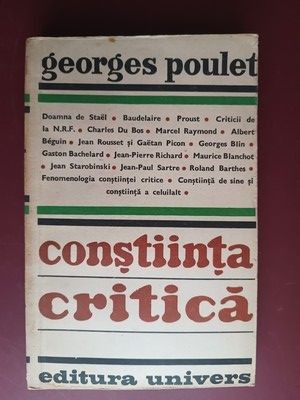 georges poulet
Doamna de Staël • Baudelaire • Proust • Criticii de
la N.R.F. • Charles Du Bos • Marcel Raymond • Albert
Béguin • Jean Rousset și Gaëtan Picon • Georges Blin •
Gaston Bachelard • Jean-Pierre Richard • Maurice Blanchot
• Jean Starobinski • Jean-Paul Sartre • Roland Barthes •
Fenomenologia conștiinței critice • Conștiință de sine și
conștiință a celuilalt •
conștiința
critică
editura univers